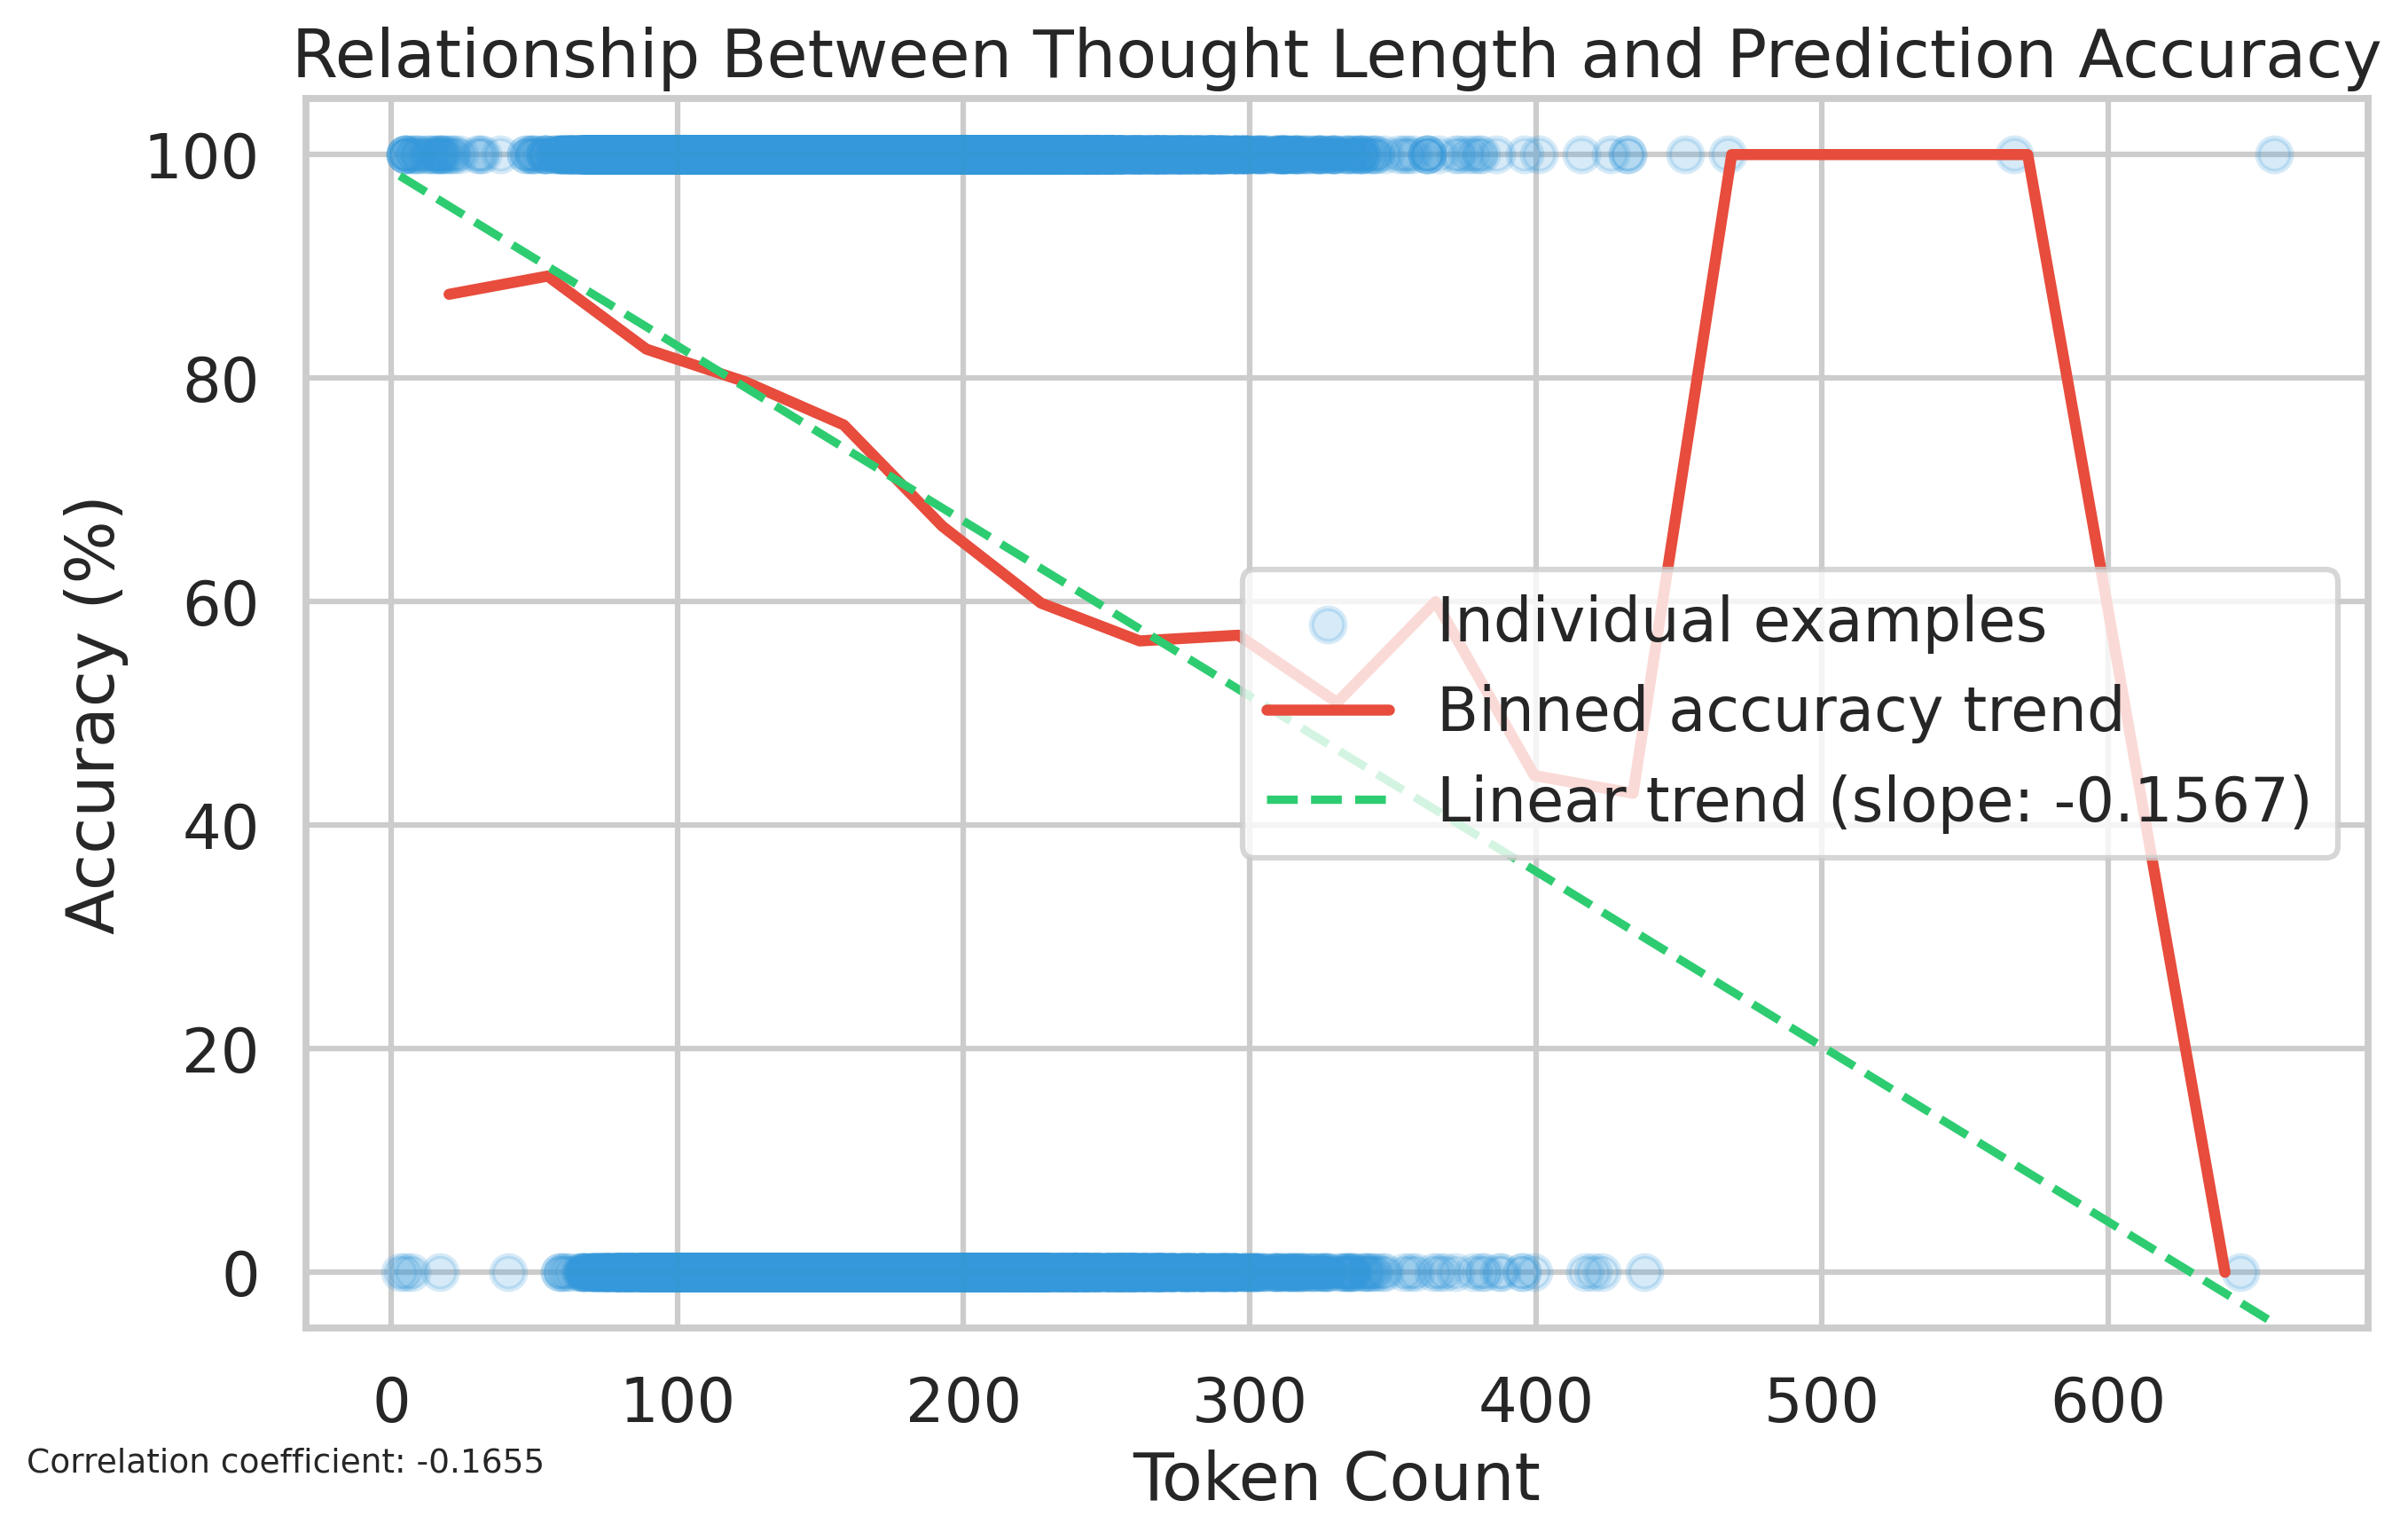 Relationship Between Thought Length and Prediction Accuracy
100
80
60
40
20
0
Accuracy (%)
Individual examples
Binned accuracy trend
Linear trend (slope: -0.1567)
0 100 200 300 400 500 600
Token Count
Correlation coefficient: -0.1655